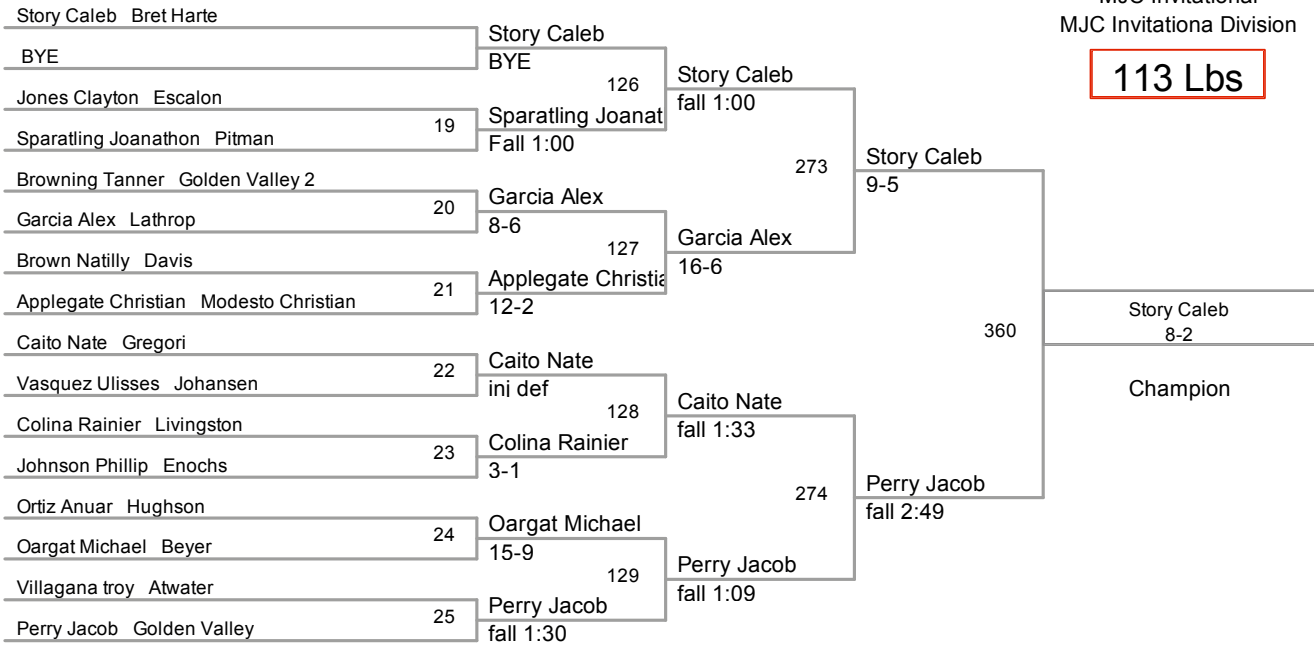 MJC Invitational
MJC Invitationa Division
113 Lbs
Story Caleb Bret Harte
BYE
Jones Clayton Escalon
19
Sparatling Joanathon Pitman
Browning Tanner Golden Valley 2
20
Garcia Alex Lathrop
Brown Natilly Davis
21
Applegate Christian Modesto Christian
Caito Nate Gregori
22
Vasquez Ulisses Johansen
Colina Rainier Livingston
23
Johnson Phillip Enochs
Ortiz Anuar Hughson
24
Oargat Michael Beyer
Villagana troy Atwater
25
Perry Jacob Golden Valley
Story Caleb
BYE
126
Sparatling Joanat
Fall 1:00
Garcia Alex
8-6
127
Applegate Christia
12-2
Caito Nate
inj def
128
Colina Rainier
3-1
Oargat Michael
15-9
129
Perry Jacob
fall 1:30
Story Caleb
fall 1:00
273
Garcia Alex
16-6
Caito Nate
fall 1:33
274
Perry Jacob
fall 1:09
Story Caleb
9-5
360
Perry Jacob
fall 2:49
Story Caleb
8-2
Champion